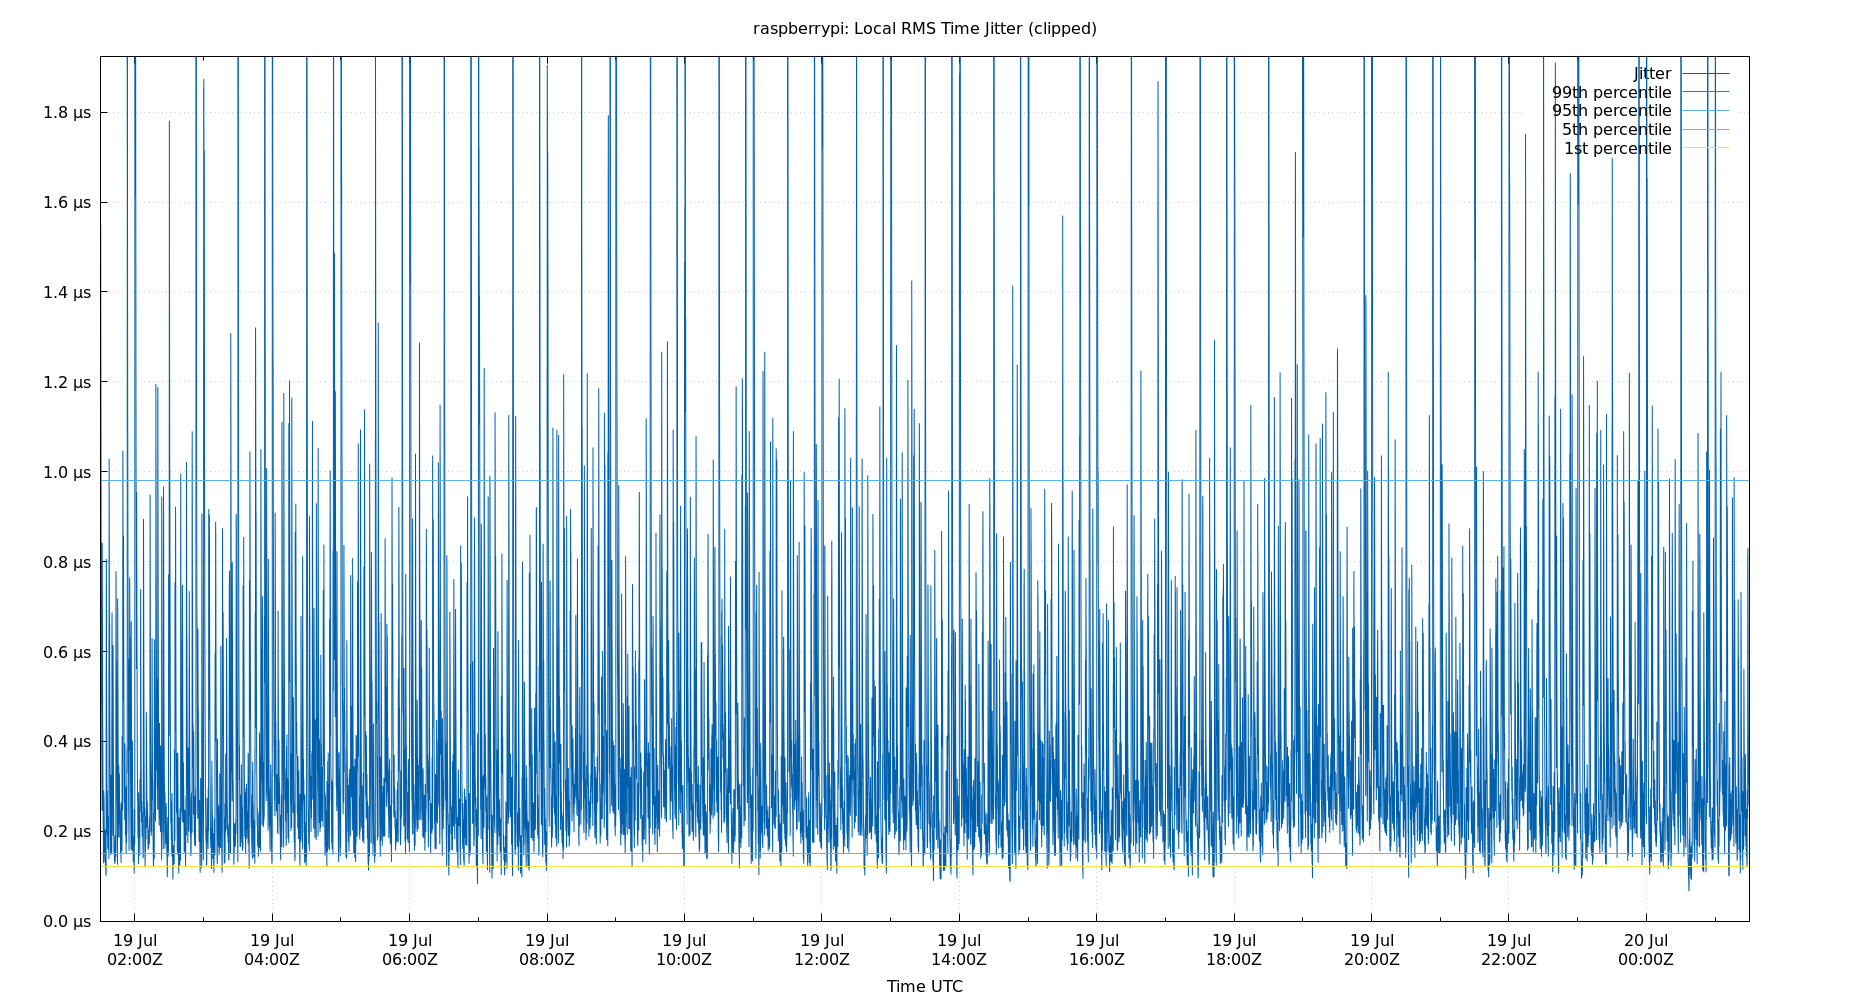 raspberrypi: Local RMS Time Jitter (clipped)
Jitter
99th percentile
95th percentile
5th percentile
1st percentile
1.8 μs
1.6 μs
1.4 μs
1.2 μs
1.0 μs
0.8 μs
0.6 μs
0.4 μs
0.2 μs
0.0 μs
19 Jul 19 Jul 19 Jul 19 Jul 19 Jul 19 Jul 19 Jul 19 Jul 19 Jul 19 Jul 19 Jul 20 Jul
02:00Z 04:00Z 06:00Z 08:00Z 10:00Z 12:00Z 14:00Z 16:00Z 18:00Z 20:00Z 22:00Z 00:00Z
Time UTC